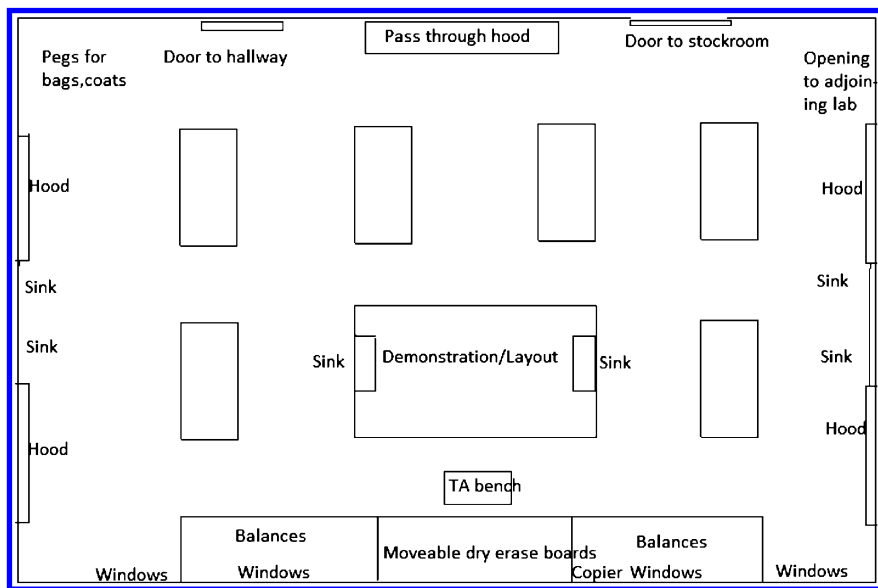 Pegs for
bags,coats
Door to hallway
Pass through hood
Door to stockroom
Opening
to adjoin-
ing lab
Hood
Hood
Sink
Sink
Sink
Sink
Sink
Demonstration/Layout
Sink
Hood
Hood
TA bench
Balances
Moveable dry erase boards
Balances
Windows
Windows
Copier
Windows
Windows